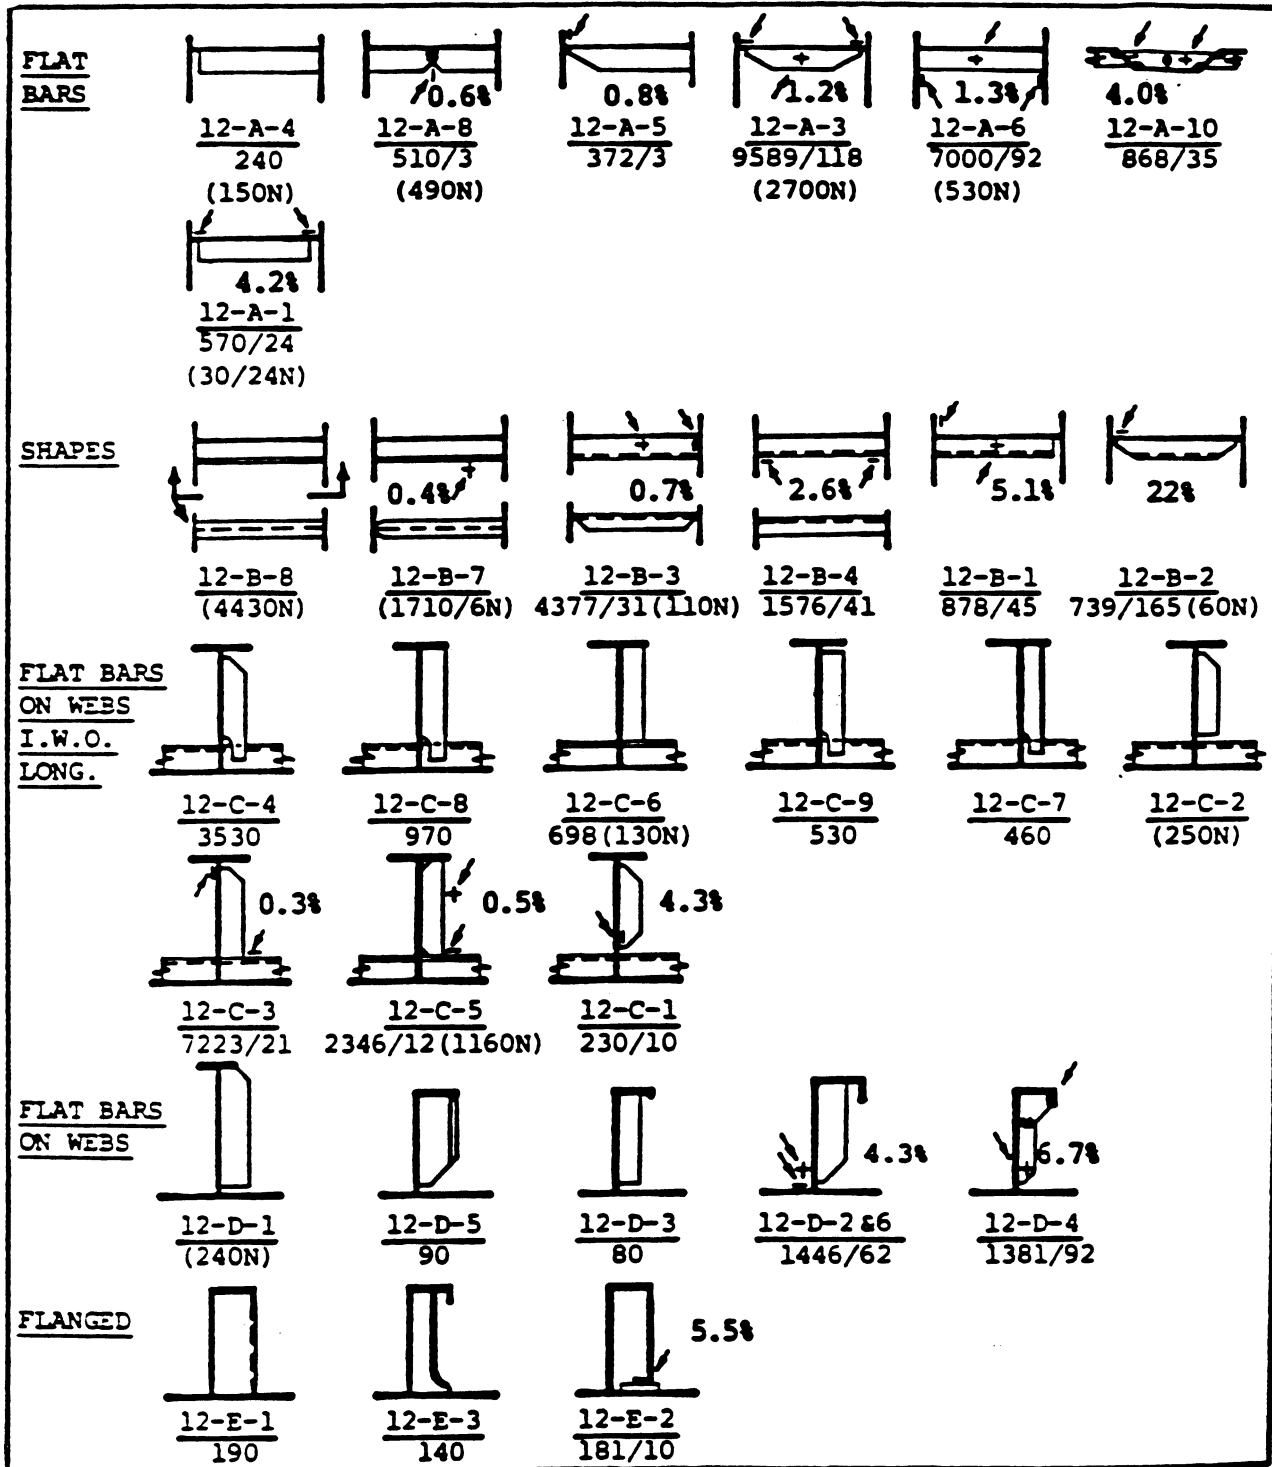 FLAT
BARS
0.6% 0.8% 1.2% 1.3% 4.0%
12-A-4 12-A-8 12-A-5 12-A-3 12-A-6 12-A-10
240 510/3 372/3 9589/118 7000/92 868/35
(150N) (490N) (2700N) (530N)
4.2%
12-A-1
570/24
(30/24N)
SHAPES
0.4% 0.7% 2.6% 5.1% 22%
12-B-8 12-B-7 12-B-3 12-B-4 12-B-1 12-B-2
(4430N) (1710/6N) 4377/31(110N) 1576/41 878/45 739/165(60N)
FLAT BARS
ON WEBS
I.W.O.
LONG.
12-C-4 12-C-8 12-C-6 12-C-9 12-C-7 12-C-2
3530 970 698(130N) 530 460 (250N)
0.3% 0.5% 4.3%
12-C-3 12-C-5 12-C-1
7223/21 2346/12(1160N) 230/10
FLAT BARS
ON WEBS
4.3% 6.7%
12-D-1 12-D-5 12-D-3 12-D-2 &6 12-D-4
(240N) 90 80 1446/62 1381/92
FLANGED
5.5%
12-E-1 12-E-3 12-E-2
190 140 181/10